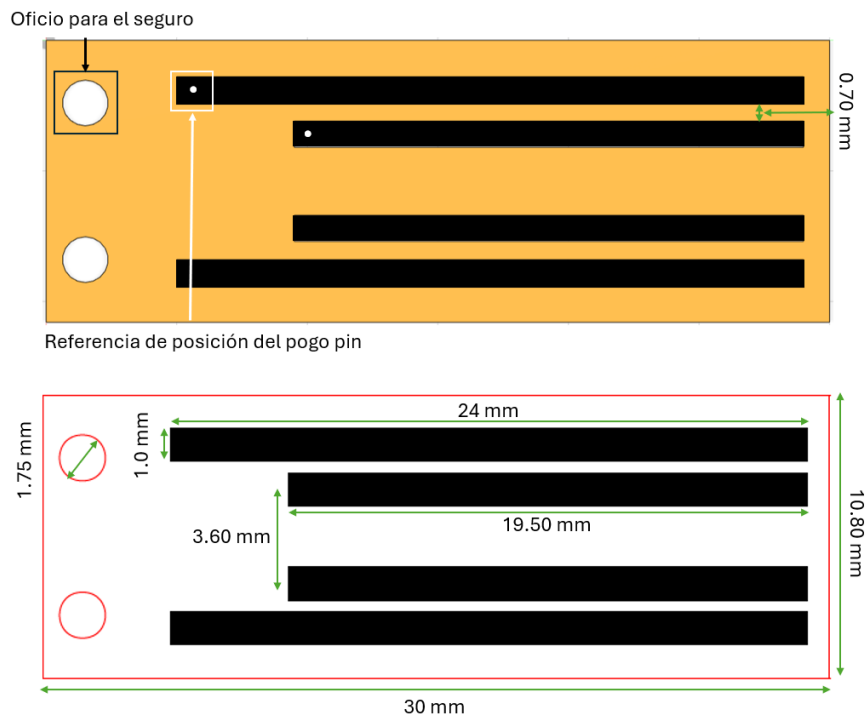 Oficio para el seguro
0.70 mm
Referencia de posición del pogo pin
24 mm
1.75 mm
1.0 mm
19.50 mm
3.60 mm
10.80 mm
30 mm